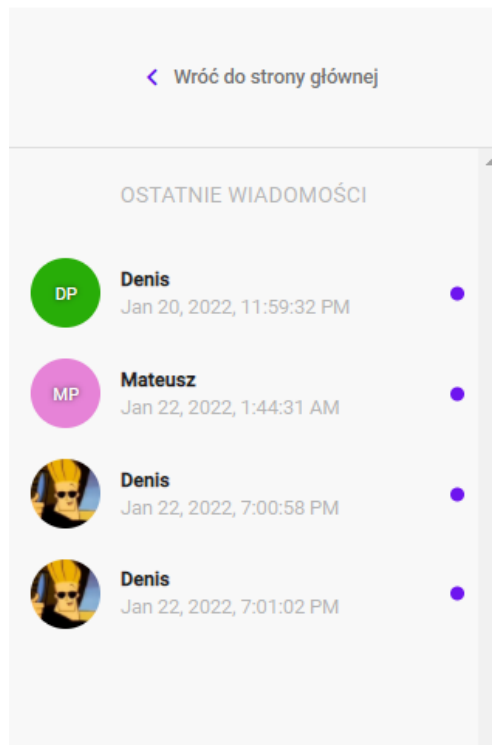 Wróć do strony głównej
OSTATNIE WIADOMOŚCI
DP
Denis
Jan 20, 2022, 11:59:32 PM
MP
Mateusz
Jan 22, 2022, 1:44:31 AM
Denis
Jan 22, 2022, 7:00:58 PM
Denis
Jan 22, 2022, 7:01:02 PM